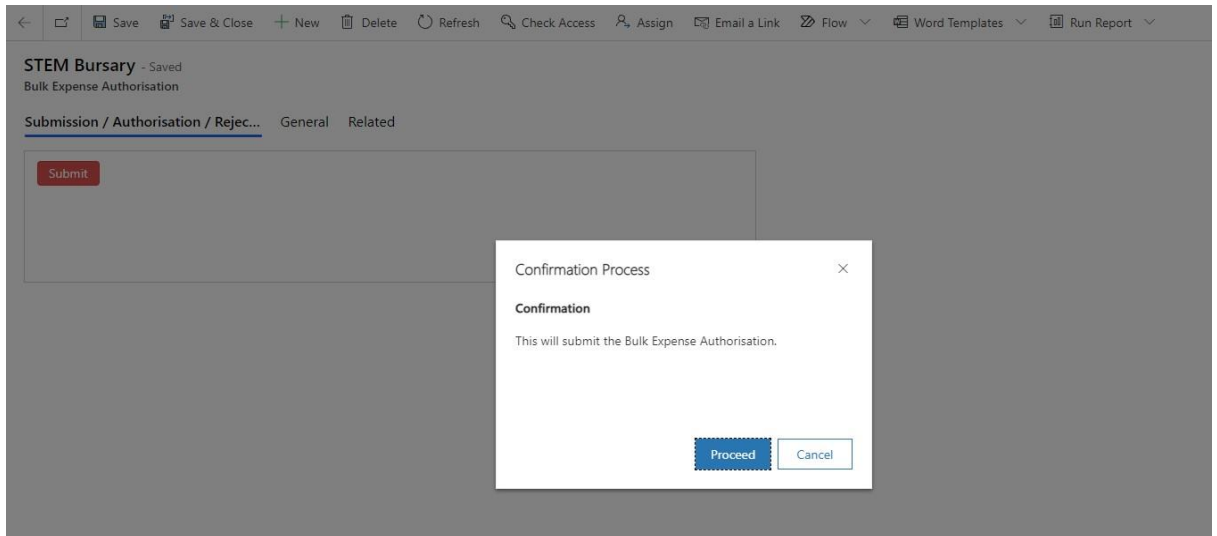 Save Save & Close New Delete Refresh Check Access Assign Email a Link Flow Word Templates Run Report
STEM Bursary - Saved
Bulk Expense Authorisation
Submission / Authorisation / Rejec... General Related
Submit
Confirmation Process
Confirmation
This will submit the Bulk Expense Authorisation.
Proceed Cancel